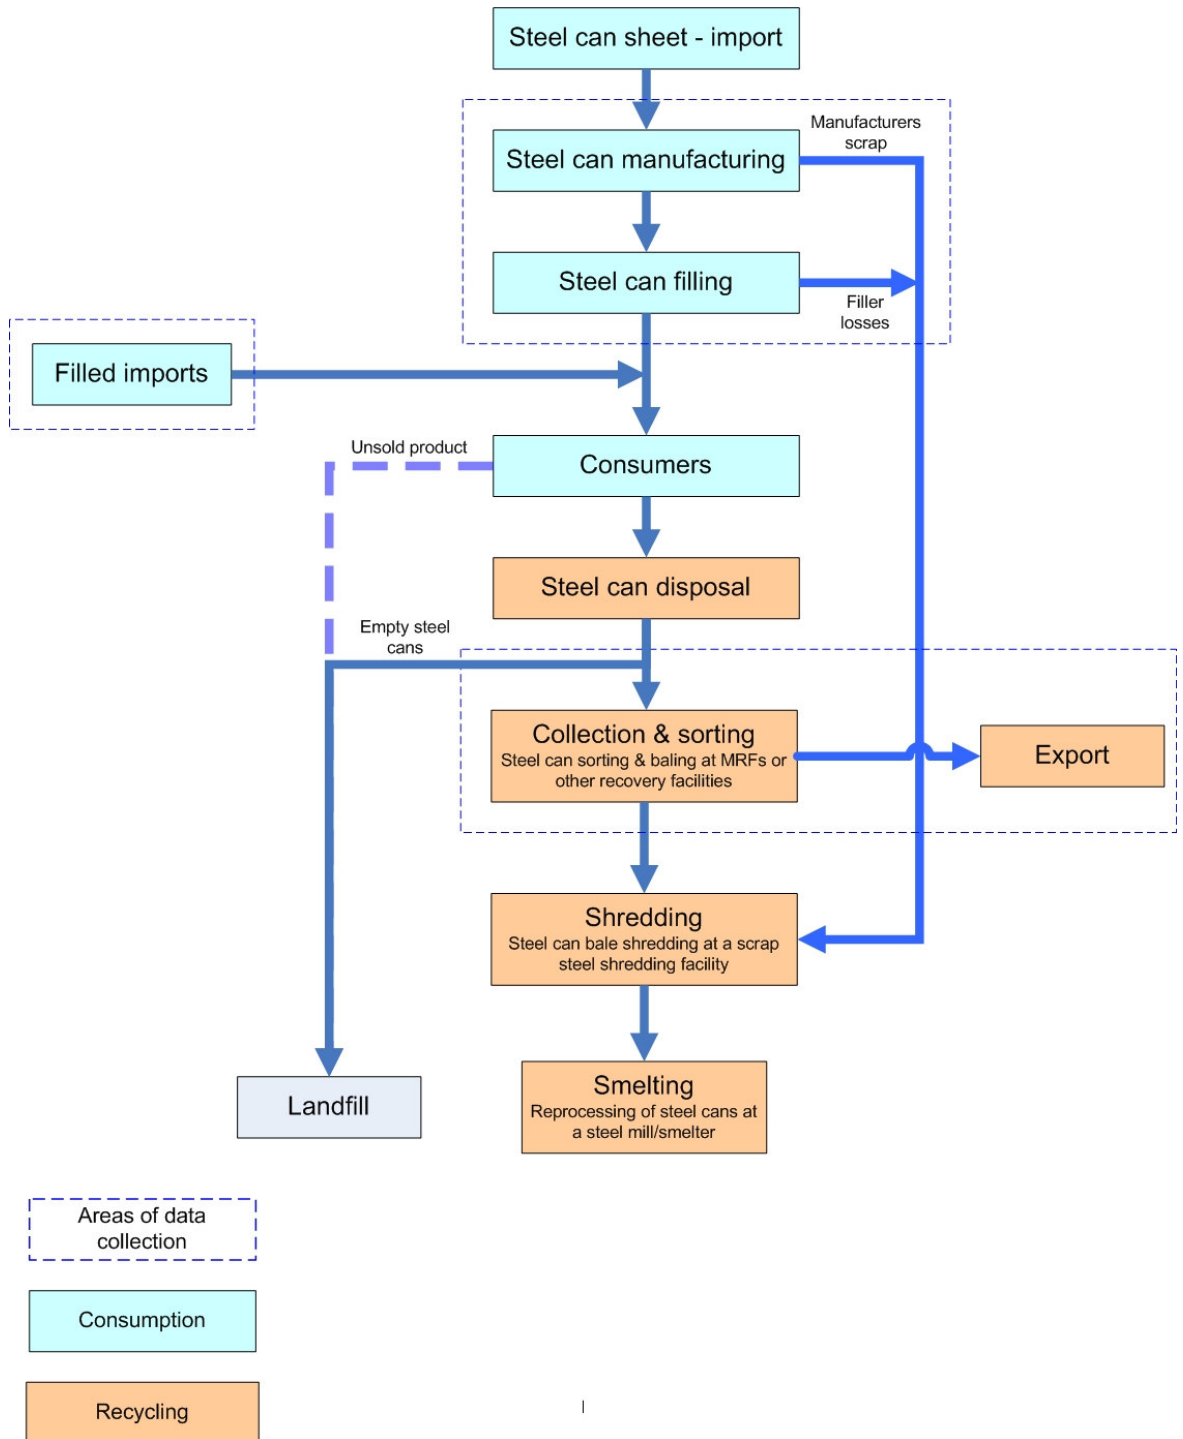 Steel can sheet - import
Manufacturers
scrap
Steel can manufacturing
Steel can filling
Filler
losses
Filled imports
Unsold product
Consumers
Steel can disposal
Empty steel
cans
Collection & sorting
Steel can sorting & baling at MRFs or
other recovery facilities
Export
Shredding
Steel can bale shredding at a scrap
steel shredding facility
Landfill
Smelting
Reprocessing of steel cans at
a steel mill/smelter
Areas of data
collection
Consumption
Recycling